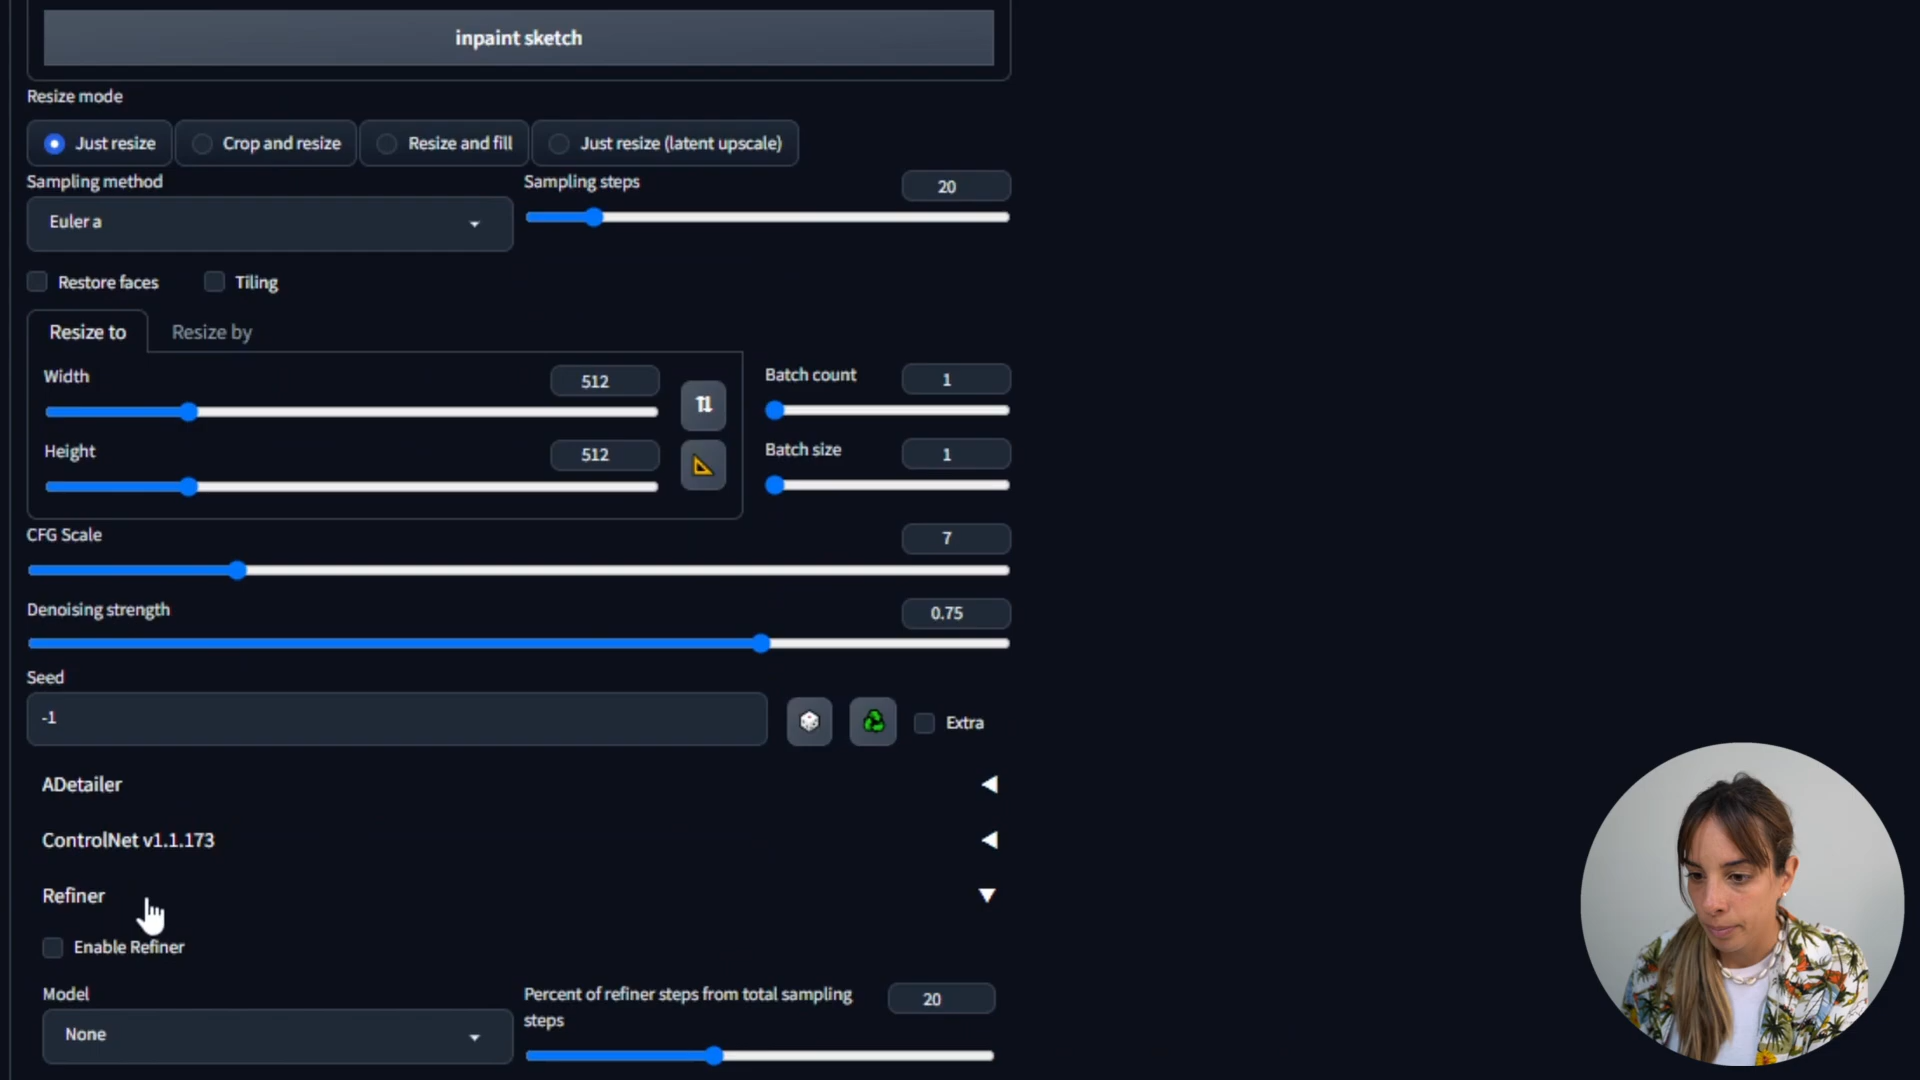 inpaint sketch
Resize mode
Just resize
Crop and resize
Resize and fill
Just resize (latent upscale)
Sampling method
Sampling steps
20
Euler a
Restore faces
Tiling
Resize to
Resize by
Width
512
Batch count
1
Height
512
Batch size
1
CFG Scale
7
Denoising strength
0.75
Seed
-1
Extra
ADetailer
ControlNet v1.1.173
Refiner
Enable Refiner
Model
Percent of refiner steps from total sampling
steps
20
None